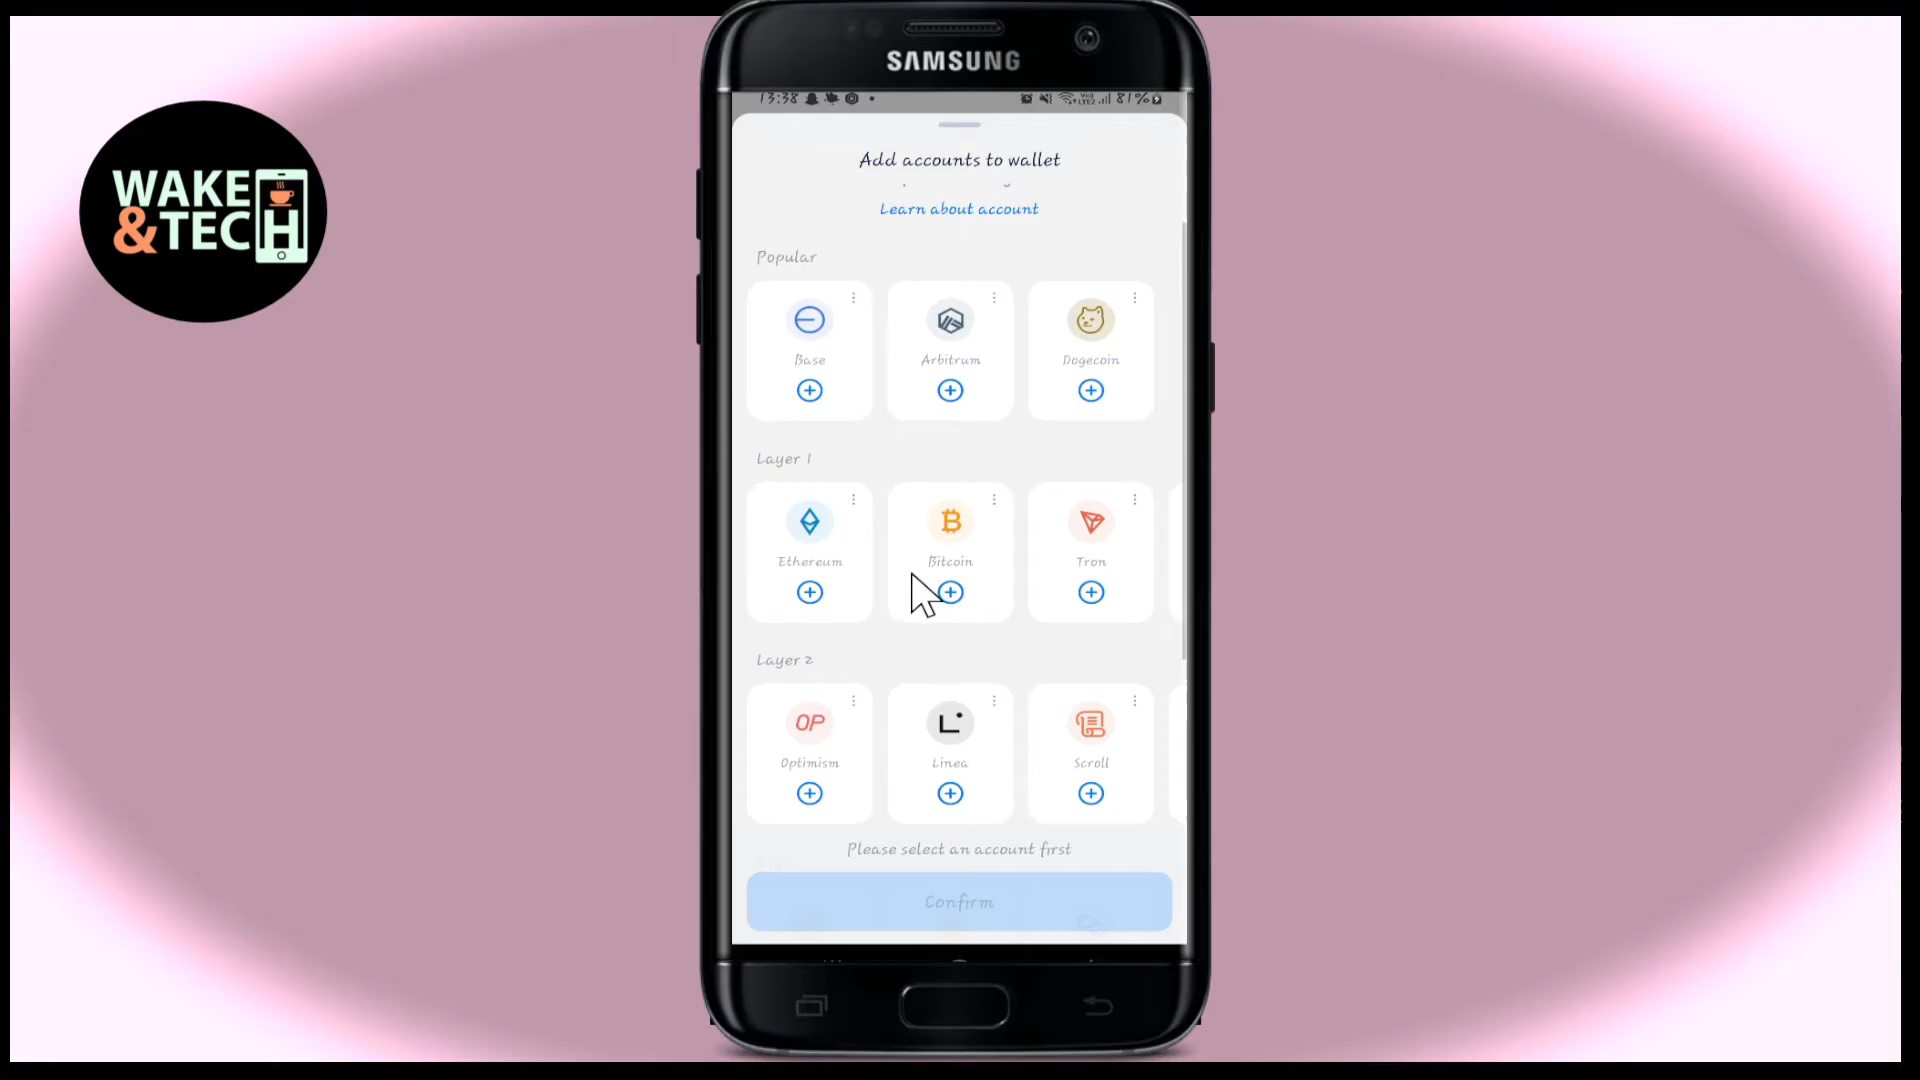 SAMSUNG
13:38
81%
WAKE
&TECH
Add accounts to wallet
Learn about account
Popular
Base
Arbitrum
Dogecoin
Layer 1
Ethereum
Bitcoin
Tron
Layer 2
OP
Optimism
Linea
Scroll
Please select an account first
Confirm